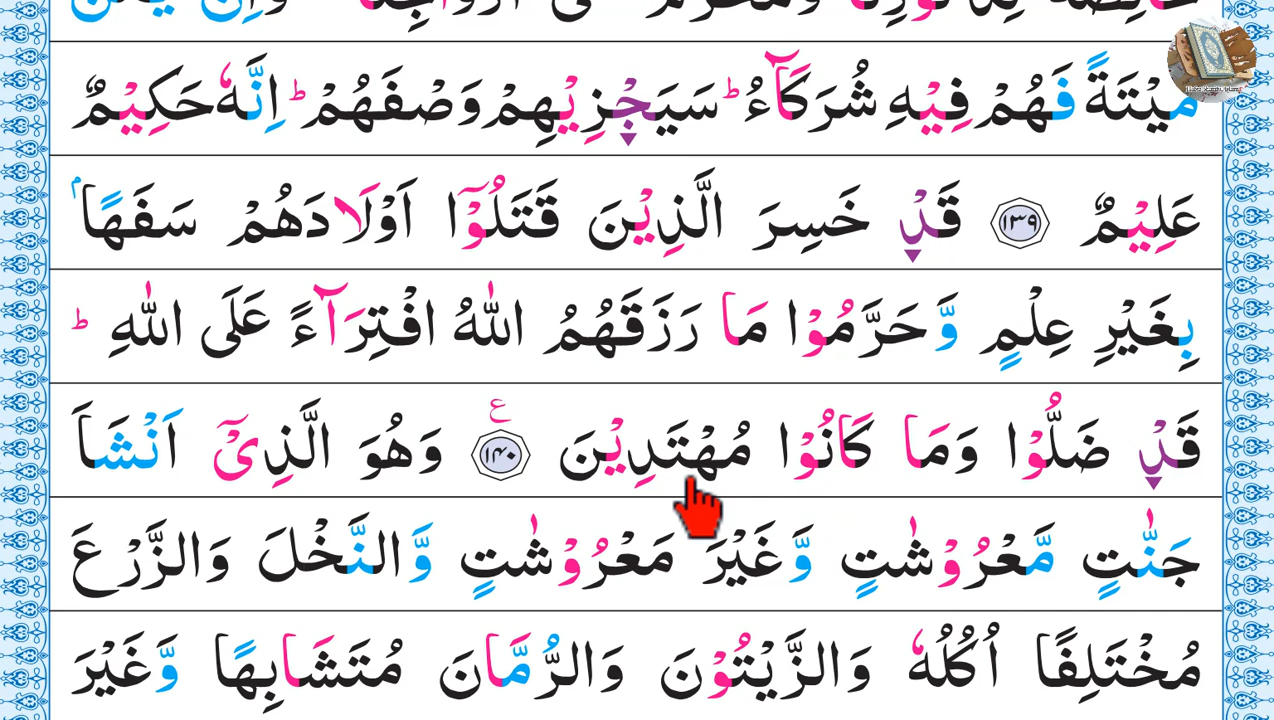 مَّيْتَةً فَهُمْ فِيْهِ شُرَكَآءُ ؕ سَيَجْزِيْهِمْ وَصْفَهُمْ ؕ اِنَّهٗ حَكِيْمٌ
عَلِيْمٌ ﴿۱۳۹﴾ قَدْ خَسِرَ الَّذِيْنَ قَتَلُوْۤا اَوْلَادَهُمْ سَفَهًاۢ
بِغَيْرِ عِلْمٍ وَّحَرَّمُوْا مَا رَزَقَهُمُ اللّٰهُ افْتِرَآءً عَلَى اللّٰهِ ؕ
قَدْ ضَلُّوْا وَمَا كَانُوْا مُهْتَدِيْنَ ﴿۱۴۰﴾ ع وَهُوَ الَّذِيْۤ اَنْشَاَ
جَنّٰتٍ مَّعْرُوْشٰتٍ وَّغَيْرَ مَعْرُوْشٰتٍ وَّالنَّخْلَ وَالزَّرْعَ
مُخْتَلِفًا اُكُلُهٗ وَالزَّيْتُوْنَ وَالرُّمَّانَ مُتَشَابِهًا وَّغَيْرَ